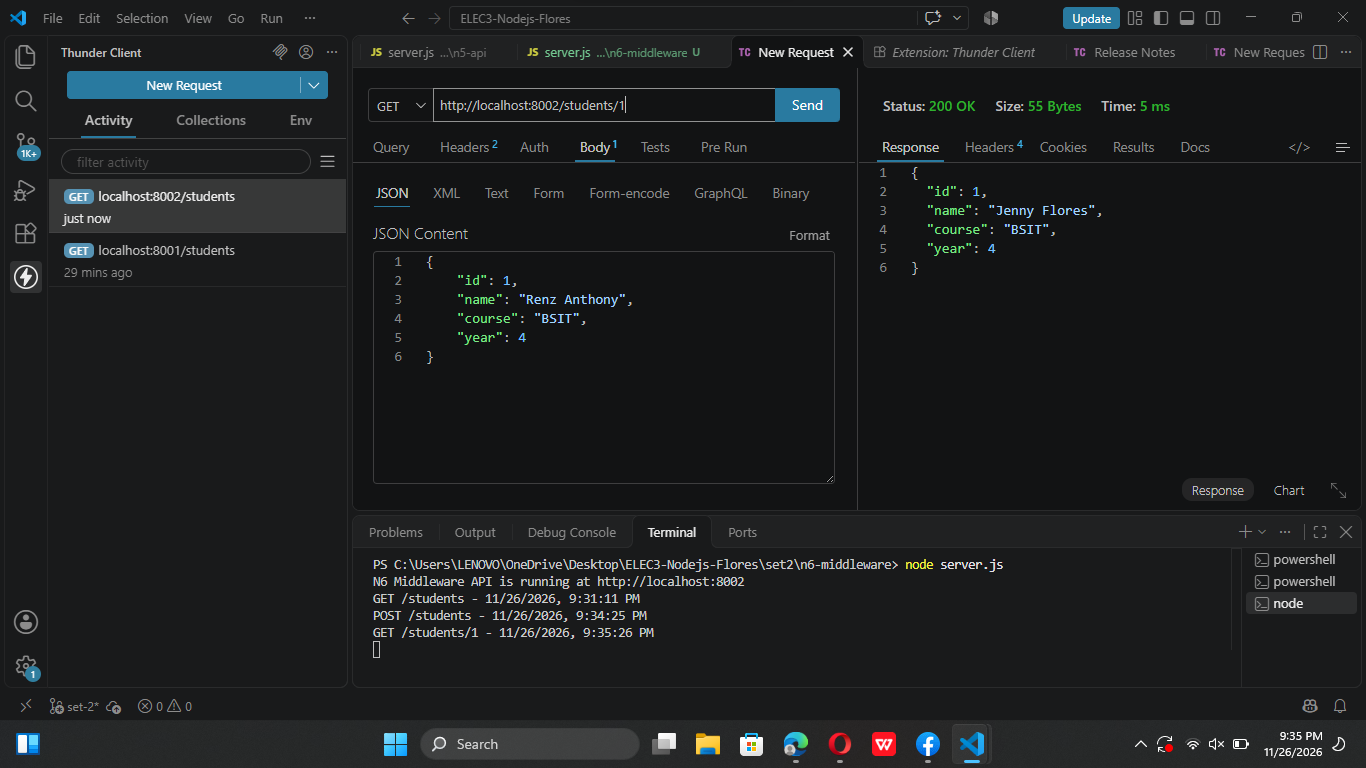 File Edit Selection View Go Run ···
ELEC3-Nodejs-Flores
Update
Thunder Client
New Request
Activity Collections Env
filter activity
GET localhost:8002/students
just now
GET localhost:8001/students
29 mins ago
1K+
1
JS server.js ...\n5-api
JS server.js ...\n6-middleware U
TC New Request
Extension: Thunder Client
TC Release Notes
TC New Reques
GET http://localhost:8002/students/1 Send
Query Headers 2 Auth Body 1 Tests Pre Run
JSON XML Text Form Form-encode GraphQL Binary
JSON Content Format
1 {
2 "id": 1,
3 "name": "Renz Anthony",
4 "course": "BSIT",
5 "year": 4
6 }
Status: 200 OK Size: 55 Bytes Time: 5 ms
Response Headers 4 Cookies Results Docs </>
1 {
2 "id": 1,
3 "name": "Jenny Flores",
4 "course": "BSIT",
5 "year": 4
6 }
Response Chart
Problems Output Debug Console Terminal Ports
PS C:\Users\LENOVO\OneDrive\Desktop\ELEC3-Nodejs-Flores\set2\n6-middleware> node server.js
N6 Middleware API is running at http://localhost:8002
GET /students - 11/26/2026, 9:31:11 PM
POST /students - 11/26/2026, 9:34:25 PM
GET /students/1 - 11/26/2026, 9:35:26 PM
powershell
powershell
node
set-2* 0 0
Search
W
9:35 PM
11/26/2026